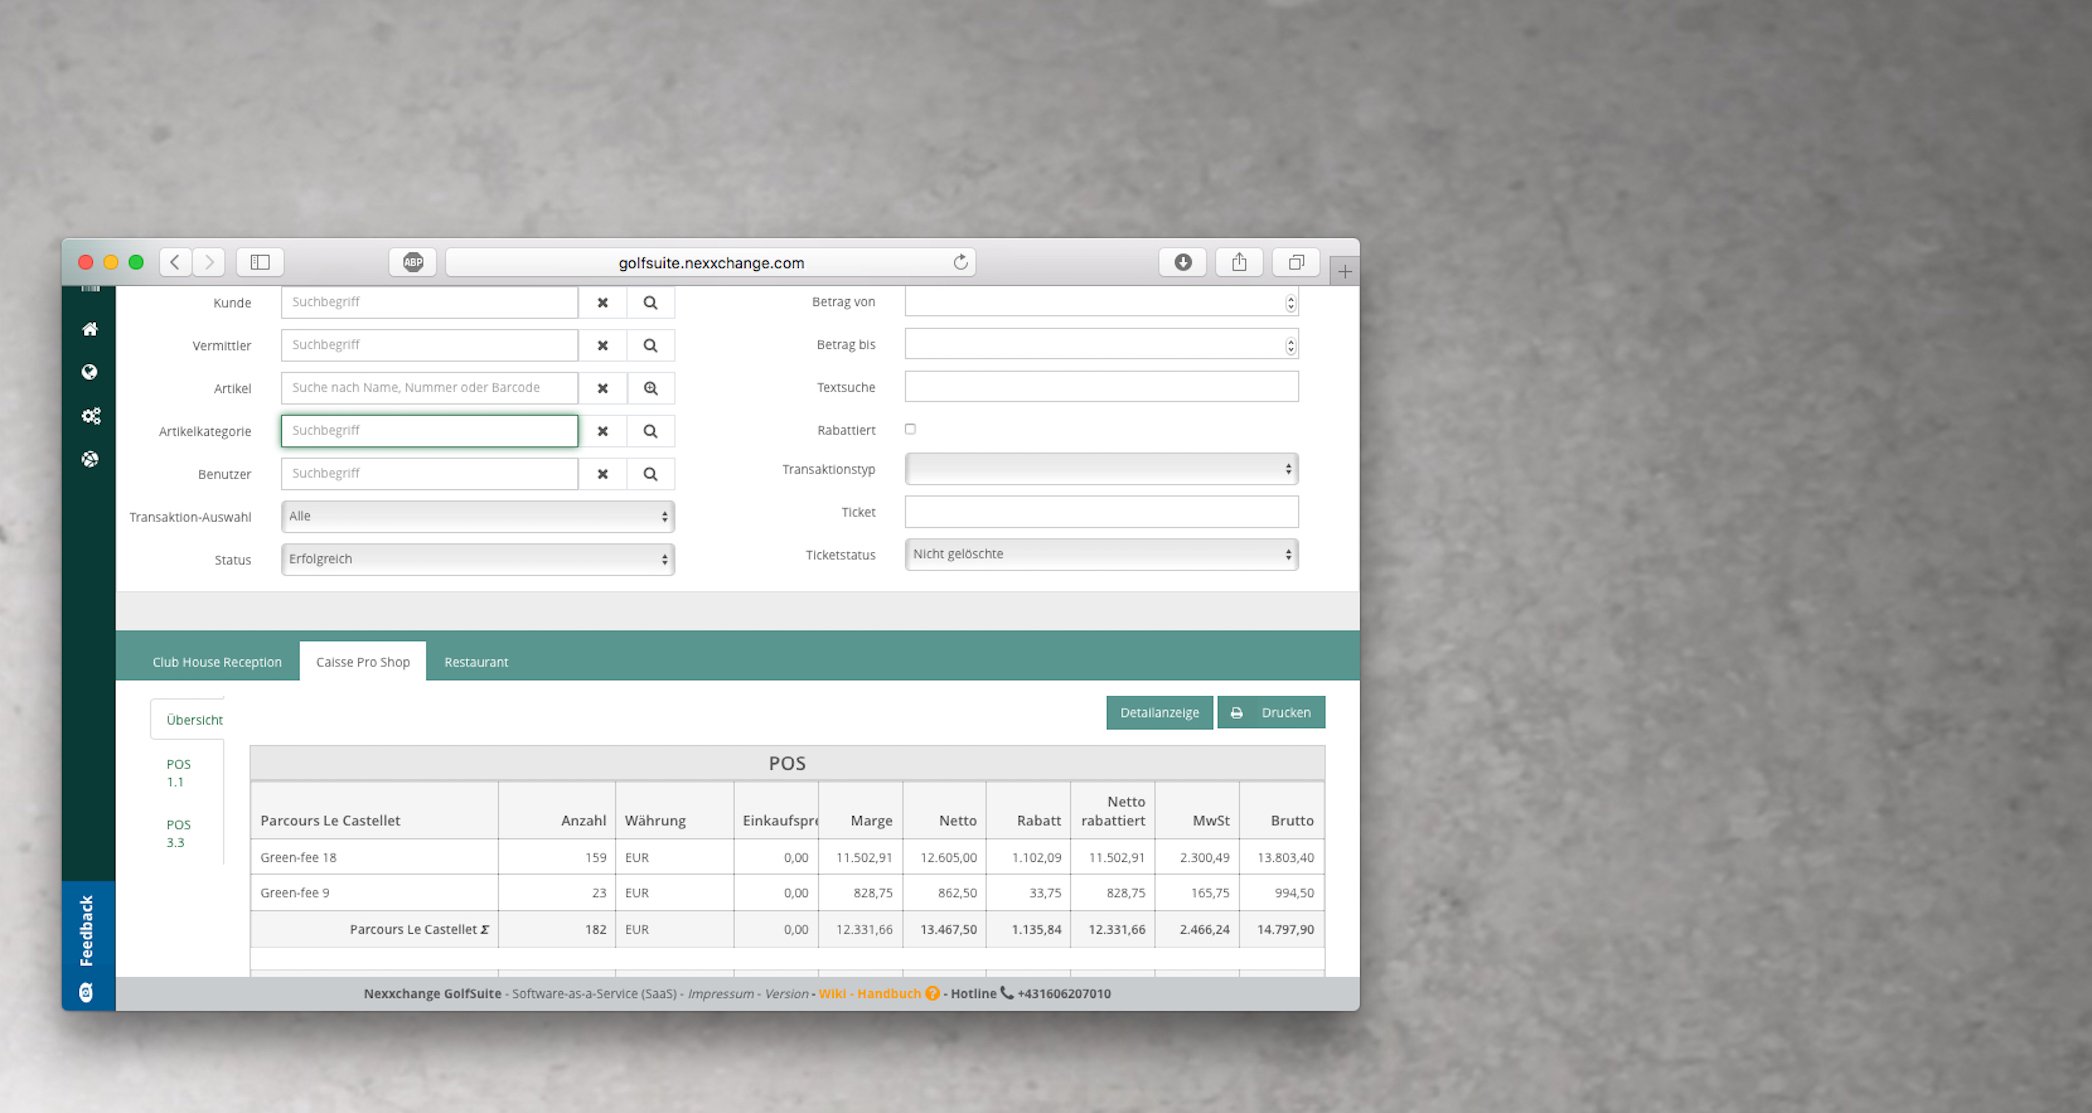 ABP
golfsuite.nexxchange.com
Kunde Suchbegriff Betrag von
Vermittler Suchbegriff Betrag bis
Artikel Suche nach Name, Nummer oder Barcode Textsuche
Artikelkategorie Suchbegriff Rabattiert
Benutzer Suchbegriff Transaktionstyp
Transaktion-Auswahl Alle Ticket
Status Erfolgreich Ticketstatus Nicht gelöschte
Club House Reception Caisse Pro Shop Restaurant
Übersicht Detailanzeige Drucken
POS
1.1
POS
3.3
POS
Parcours Le Castellet Anzahl Währung Einkaufspre Marge Netto Rabatt Netto rabattiert MwSt Brutto
Green-fee 18 159 EUR 0,00 11.502,91 12.605,00 1.102,09 11.502,91 2.300,49 13.803,40
Green-fee 9 23 EUR 0,00 828,75 862,50 33,75 828,75 165,75 994,50
Parcours Le Castellet Σ 182 EUR 0,00 12.331,66 13.467,50 1.135,84 12.331,66 2.466,24 14.797,90
Feedback
Nexxchange GolfSuite - Software-as-a-Service (SaaS) - Impressum - Version - Wiki - Handbuch ? - Hotline +431606207010